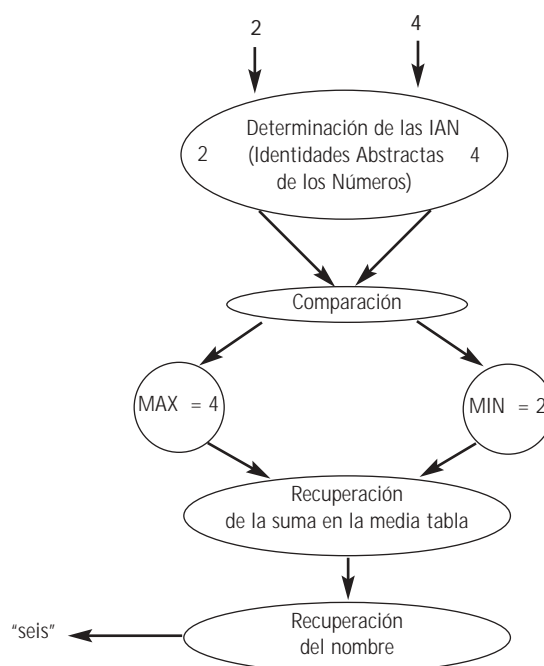 2 4
Determinación de las IAN
2 (Identidades Abstractas 4
de los Números)
Comparación
MAX = 4 MIN = 2
Recuperación
de la suma en la media tabla
“seis” Recuperación
del nombre